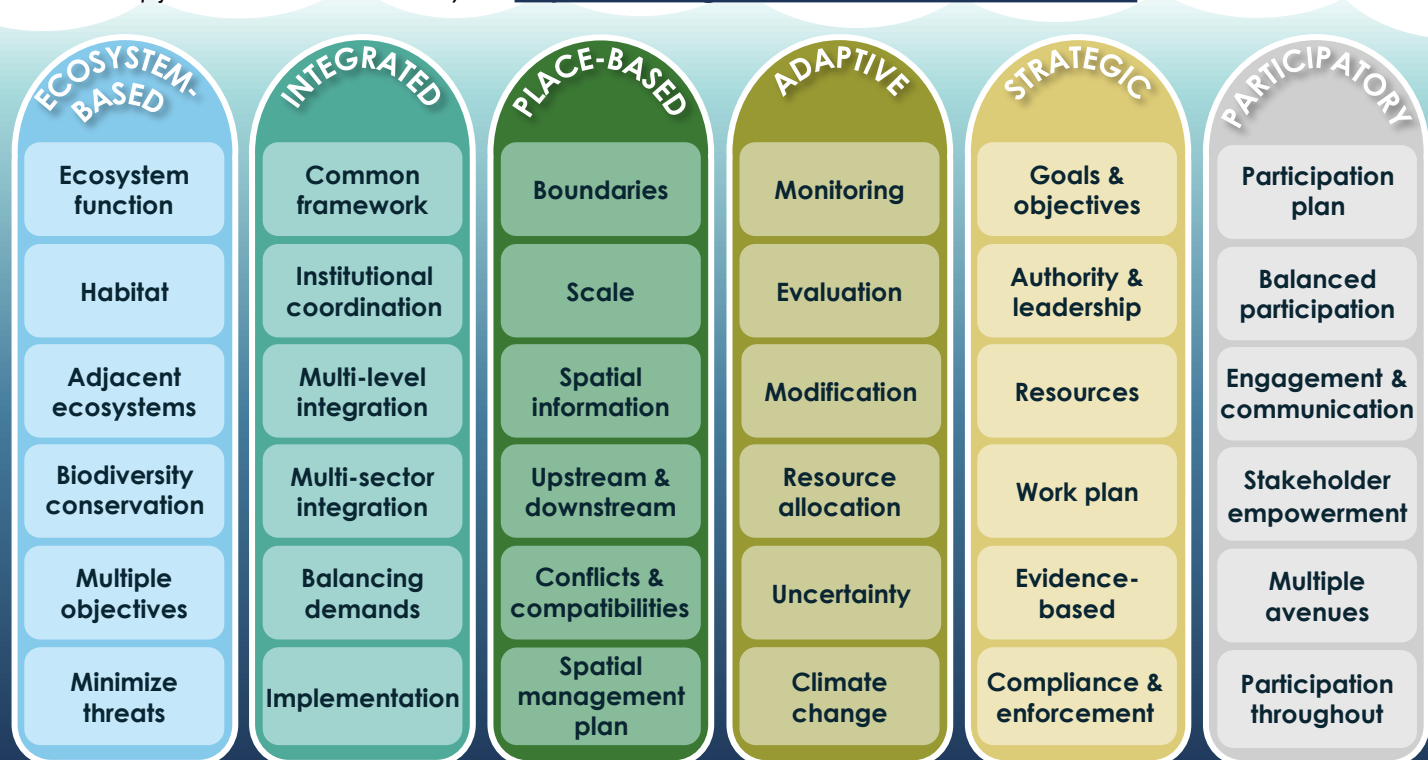 ECOSYSTEM-
BASED
Ecosystem
function
Habitat
Adjacent
ecosystems
Biodiversity
conservation
Multiple
objectives
Minimize
threats
INTEGRATED
Common
framework
Institutional
coordination
Multi-level
integration
Multi-sector
integration
Balancing
demands
Implementation
PLACE-BASED
Boundaries
Scale
Spatial
information
Upstream &
downstream
Conflicts &
compatibilities
Spatial
management
plan
ADAPTIVE
Monitoring
Evaluation
Modification
Resource
allocation
Uncertainty
Climate
change
STRATEGIC
Goals &
objectives
Authority &
leadership
Resources
Work plan
Evidence-
based
Compliance &
enforcement
PARTICIPATORY
Participation
plan
Balanced
participation
Engagement &
communication
Stakeholder
empowerment
Multiple
avenues
Participation
throughout